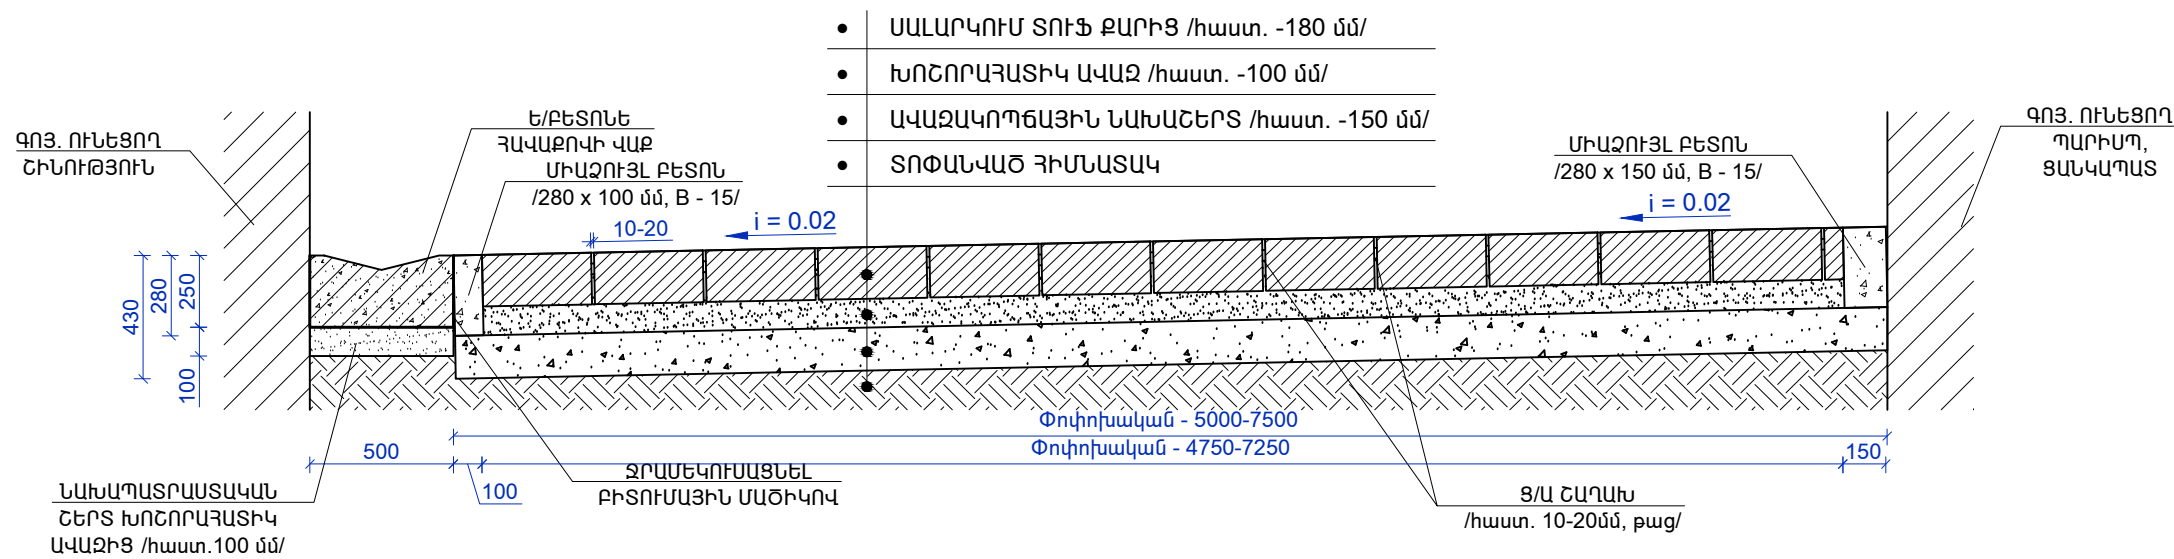 ՍԱԼԱՐԿՈՒՄ ՏՈՒՖ ՔԱՐԻՑ /հաստ. -180 մմ/
ԽՈՇՈՐԱՀԱՏԻԿ ԱՎԱԶ /հաստ. -100 մմ/
ԱՎԱԶԱԿՈՊՃԱՅԻՆ ՆԱԽԱՇԵՐՏ /հաստ. -150 մմ/
ՏՈՓԱՆՎԱԾ ՀԻՄՆԱՏԱԿ
ԳՈՅ. ՈՒՆԵՑՈՂ
ՇԻՆՈՒԹՅՈՒՆ
Ե/ԲԵՏՈՆԵ
ՀԱՎԱՔՈՎԻ ՎԱՔ
ՄԻԱՁՈՒՅԼ ԲԵՏՈՆ
/280 x 100 մմ, B - 15/
ՄԻԱՁՈՒՅԼ ԲԵՏՈՆ
/280 x 150 մմ, B - 15/
ԳՈՅ. ՈՒՆԵՑՈՂ
ՊԱՐԻՍՊ,
ՑԱՆԿԱՊԱՏ
10-20
i = 0.02
i = 0.02
430
280
250
100
Փոփոխական - 5000-7500
Փոփոխական - 4750-7250
500
100
150
ՆԱԽԱՊԱՏՐԱՍՏԱԿԱՆ
ՇԵՐՏ ԽՈՇՈՐԱՀԱՏԻԿ
ԱՎԱԶԻՑ /հաստ.100 մմ/
ՋՐԱՄԵԿՈՒՍԱՑՆԵԼ
ԲԻՏՈՒՄԱՅԻՆ ՄԱԾԻԿՈՎ
Ց/Ա ՇԱՂԱԽ
/հաստ. 10-20մմ, թաց/